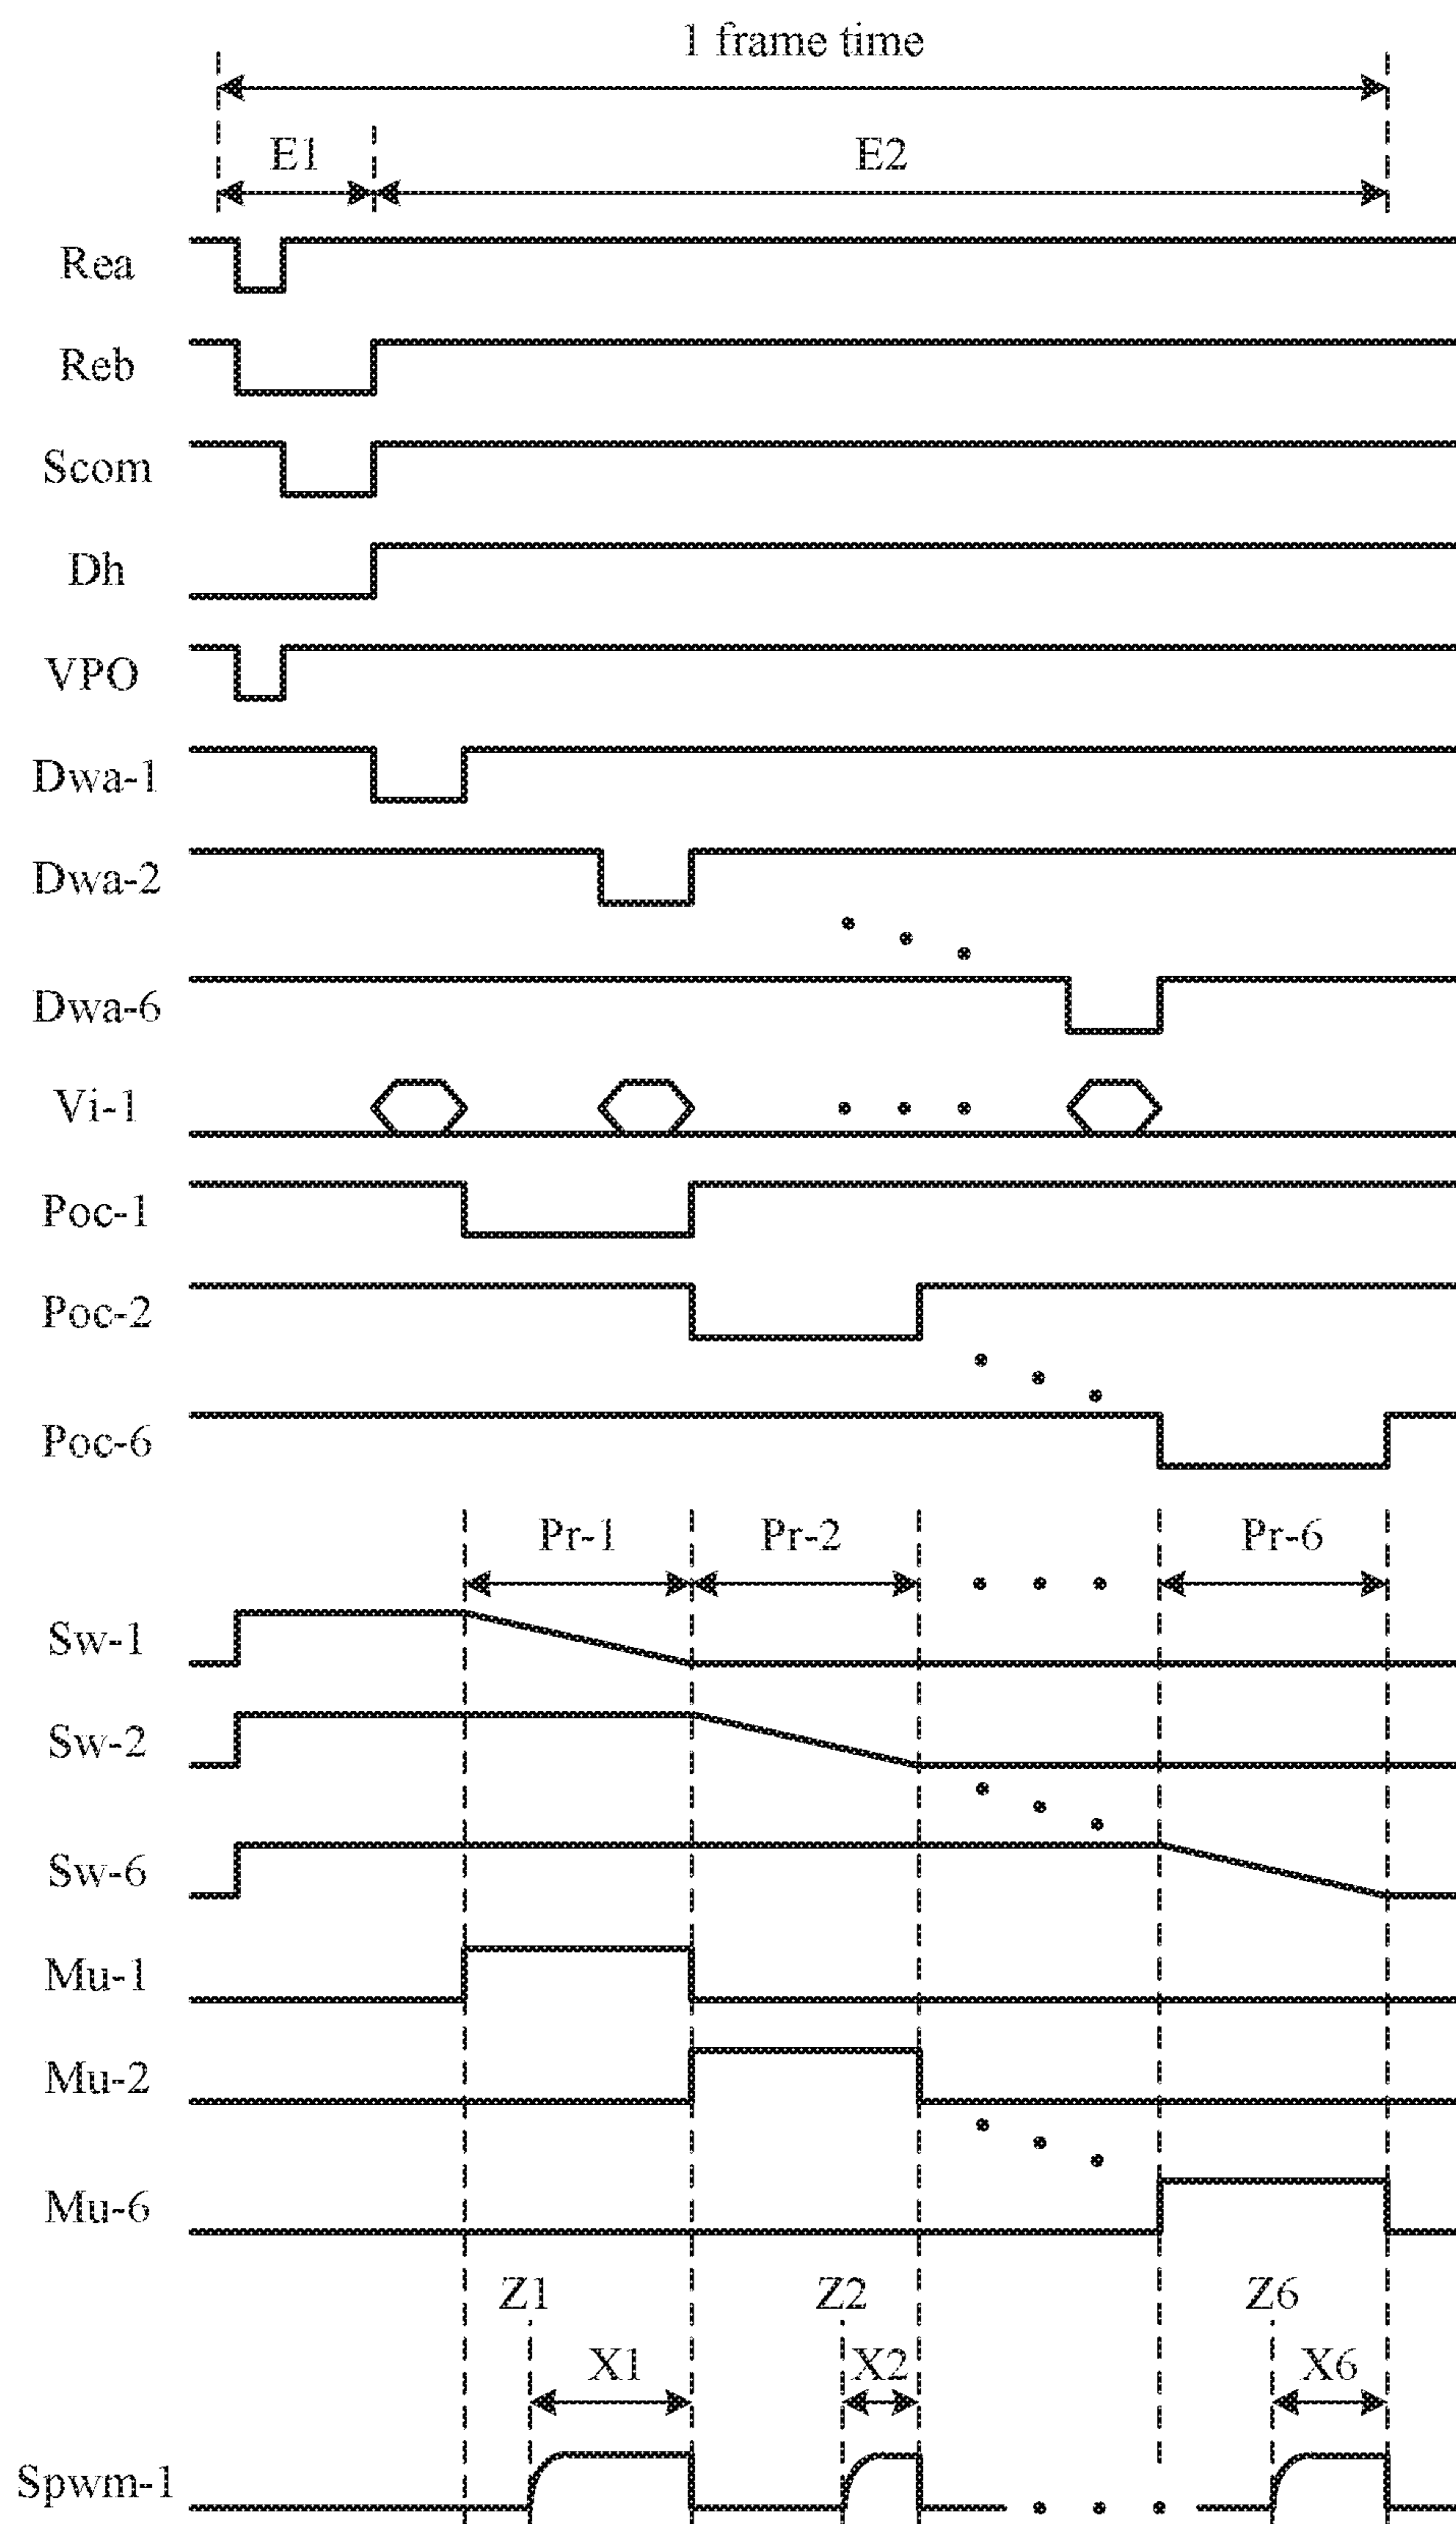 1 frame time
E1 E2
Rea
Reb
Scom
Dh
VPO
Dwa-1
Dwa-2
Dwa-6
Vi-1
Poc-1
Poc-2
Poc-6
Pr-1 Pr-2 Pr-6
Sw-1
Sw-2
Sw-6
Mu-1
Mu-2
Mu-6
Z1 Z2 Z6
X1 X2 X6
Spwm-1